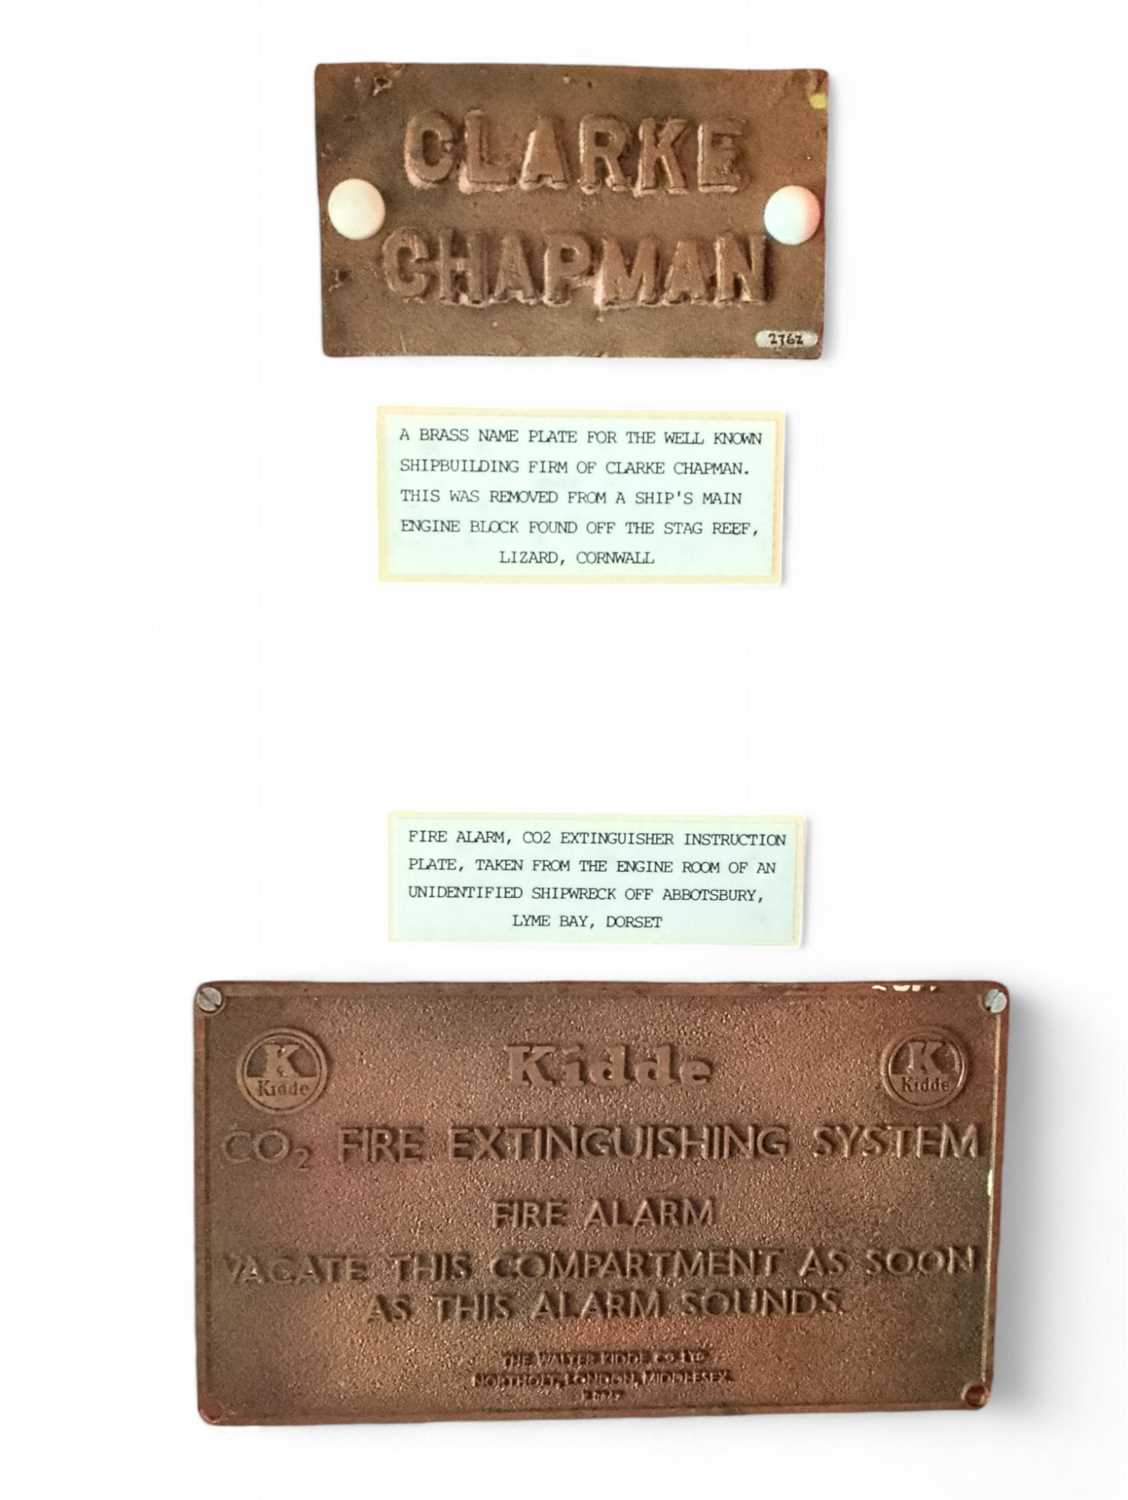 CLARKE
CHAPMAN
2762
A BRASS NAME PLATE FOR THE WELL KNOWN
SHIPBUILDING FIRM OF CLARKE CHAPMAN.
THIS WAS REMOVED FROM A SHIP'S MAIN
ENGINE BLOCK FOUND OFF THE STAG REEF,
LIZARD, CORNWALL
FIRE ALARM, CO2 EXTINGUISHER INSTRUCTION
PLATE, TAKEN FROM THE ENGINE ROOM OF AN
UNIDENTIFIED SHIPWRECK OFF ABBOTSBURY,
LYME BAY, DORSET
K Kidde
Kidde
K Kidde
CO₂ FIRE EXTINGUISHING SYSTEM
FIRE ALARM
VACATE THIS COMPARTMENT AS SOON
AS THIS ALARM SOUNDS.
THE WALTER KIDDE CO. LTD.
NORTHOLT, LONDON, MIDDLESEX.